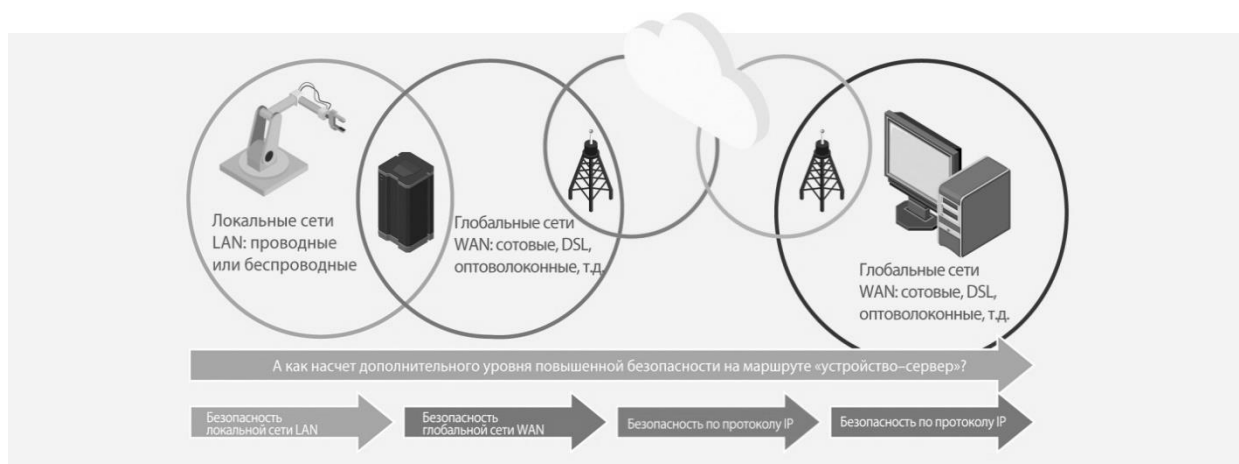 Локальные сети
LAN: проводные
или беспроводные
Глобальные сети
WAN: сотовые, DSL,
оптоволоконные, т.д.
Глобальные сети
WAN: сотовые, DSL,
оптоволоконные, т.д.
А как насчет дополнительного уровня повышенной безопасности на маршруте «устройство–сервер»?
Безопасность
локальной сети LAN
Безопасность
глобальной сети WAN
Безопасность по протоколу IP
Безопасность по протоколу IP